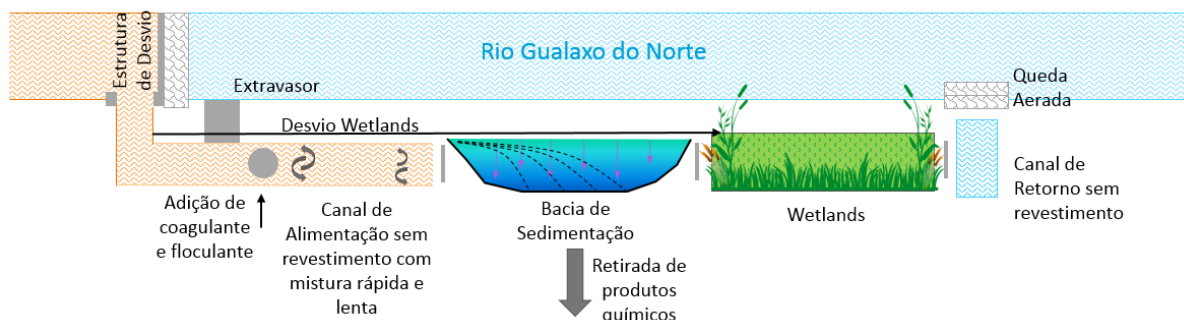 Estrutura
de Desvio
Rio Gualaxo do Norte
Extravasor
Queda
Aerada
Desvio Wetlands
Adição de
coagulante
e floculante
Canal de
Alimentação sem
revestimento com
mistura rápida e
lenta
Bacia de
Sedimentação
Retirada de
produtos
químicos
Wetlands
Canal de
Retorno sem
revestimento